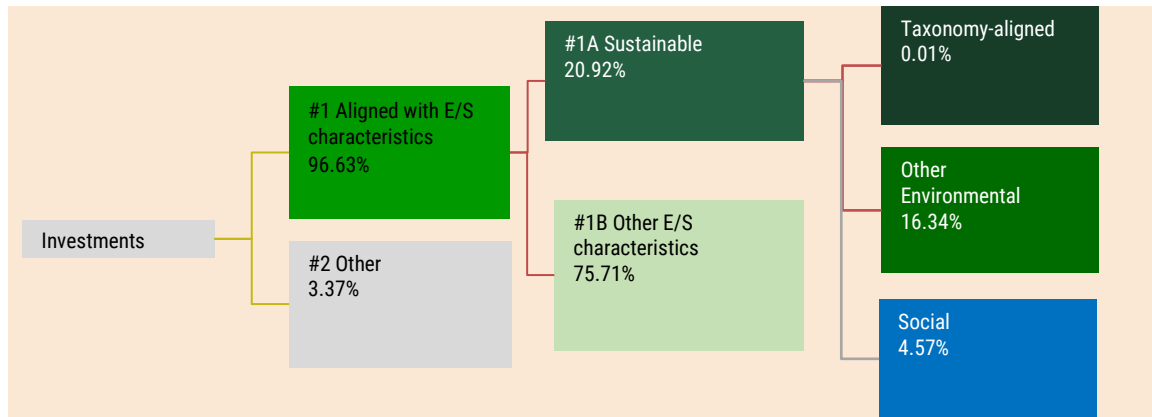 Investments
#1 Aligned with E/S
characteristics
96.63%
#2 Other
3.37%
#1A Sustainable
20.92%
#1B Other E/S
characteristics
75.71%
Taxonomy-aligned
0.01%
Other
Environmental
16.34%
Social
4.57%